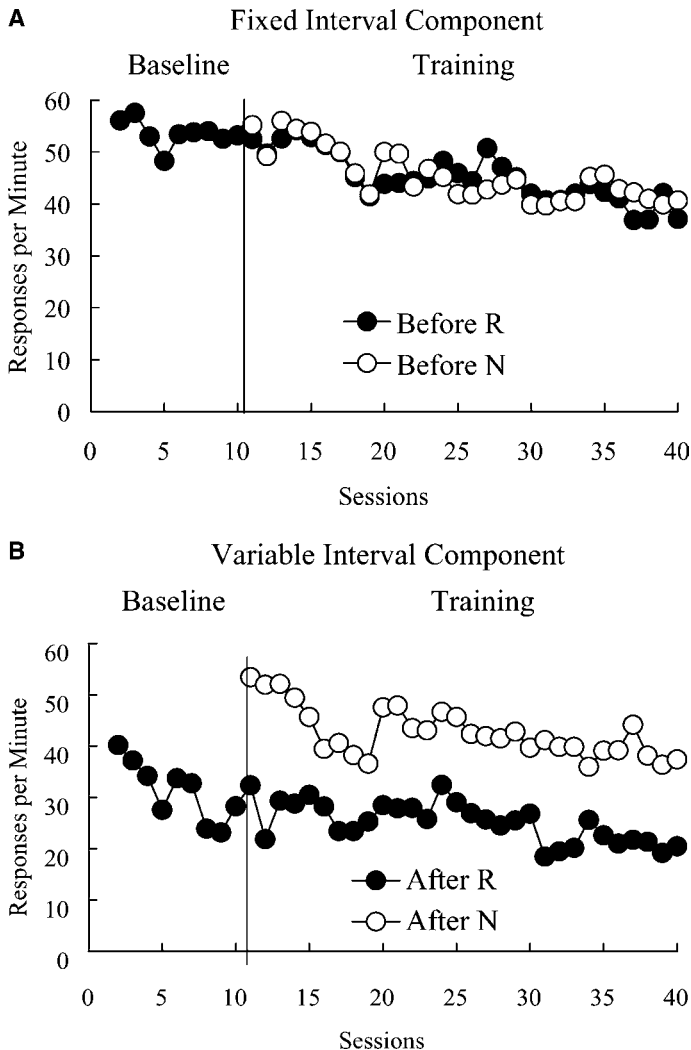 A
Fixed Interval Component
Baseline Training
60
50
40
30
20
10
0
Responses per Minute
Before R
Before N
0 5 10 15 20 25 30 35 40
Sessions
B
Variable Interval Component
Baseline Training
60
50
40
30
20
10
0
Responses per Minute
After R
After N
0 5 10 15 20 25 30 35 40
Sessions